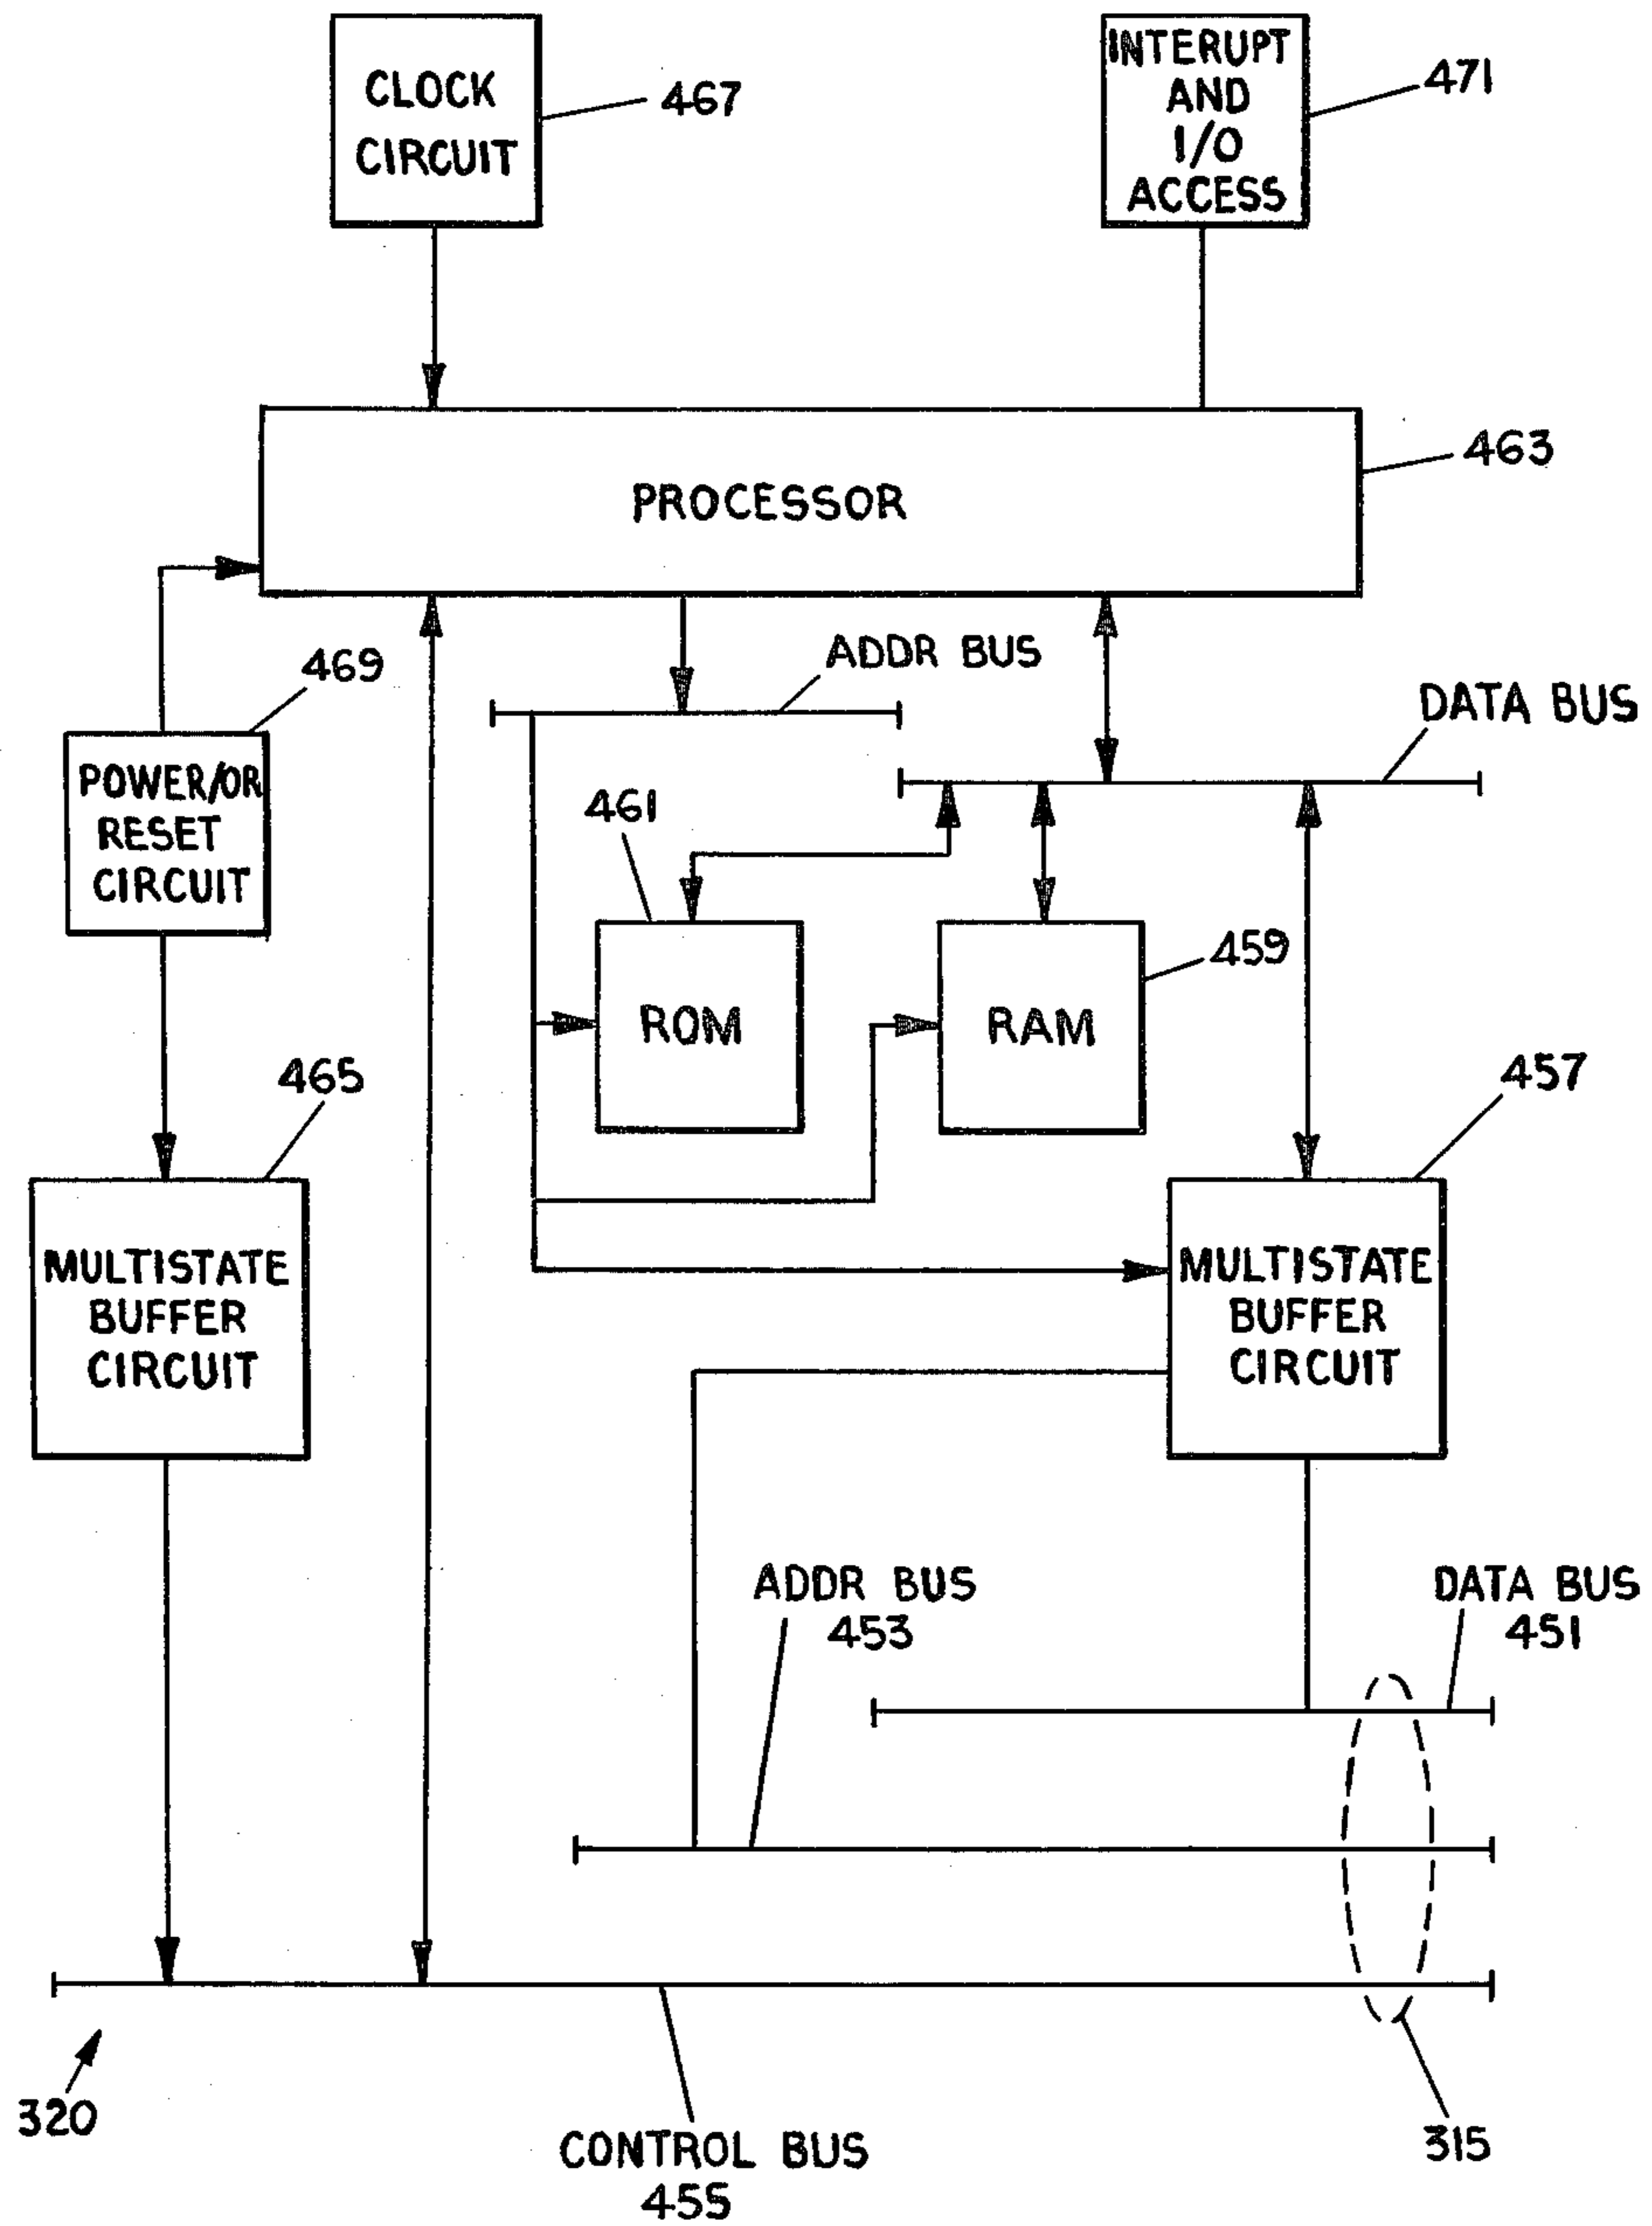 CLOCK
CIRCUIT
467
INTERUPT
AND
I/O
ACCESS
471
PROCESSOR
463
469
ADDR BUS
DATA BUS
POWER/OR
RESET
CIRCUIT
461
ROM
459
RAM
465
457
MULTISTATE
BUFFER
CIRCUIT
MULTISTATE
BUFFER
CIRCUIT
ADDR BUS
453
DATA BUS
451
320
CONTROL BUS
455
315